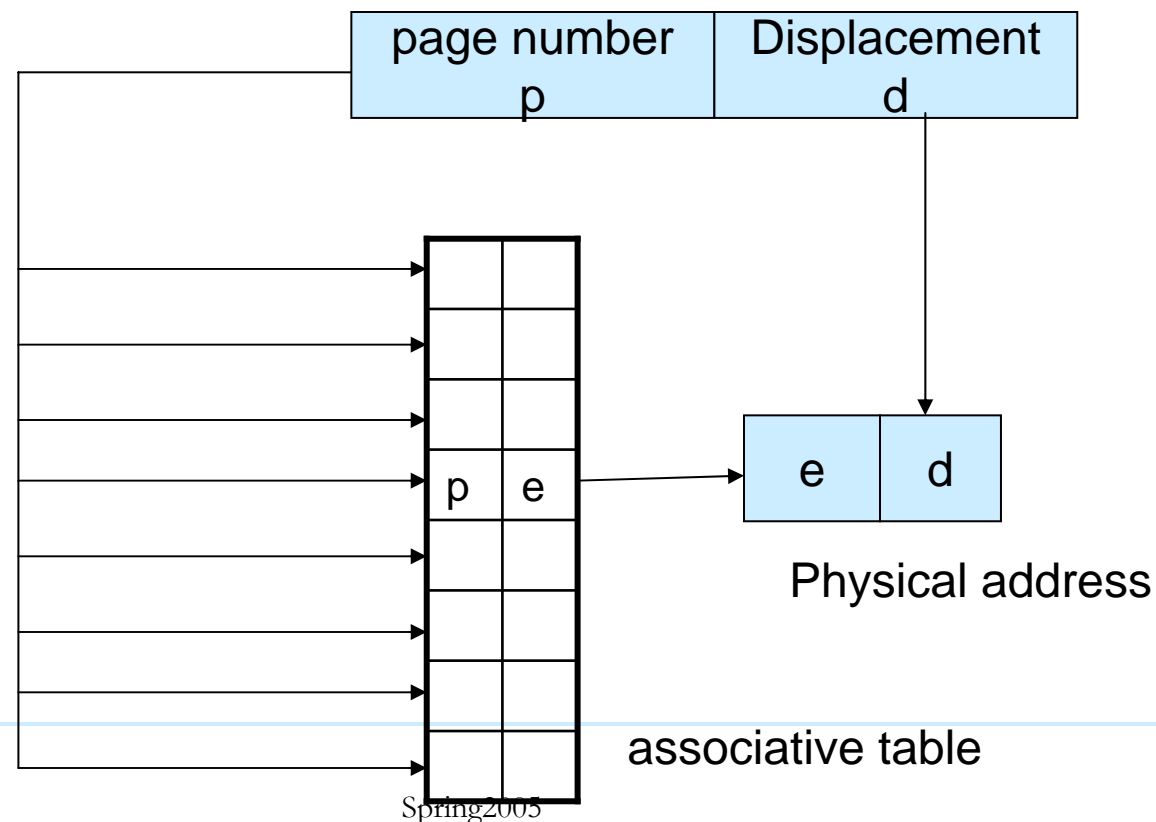 page number
p
Displacement
d
p e
e d
Physical address
associative table
Spring2005